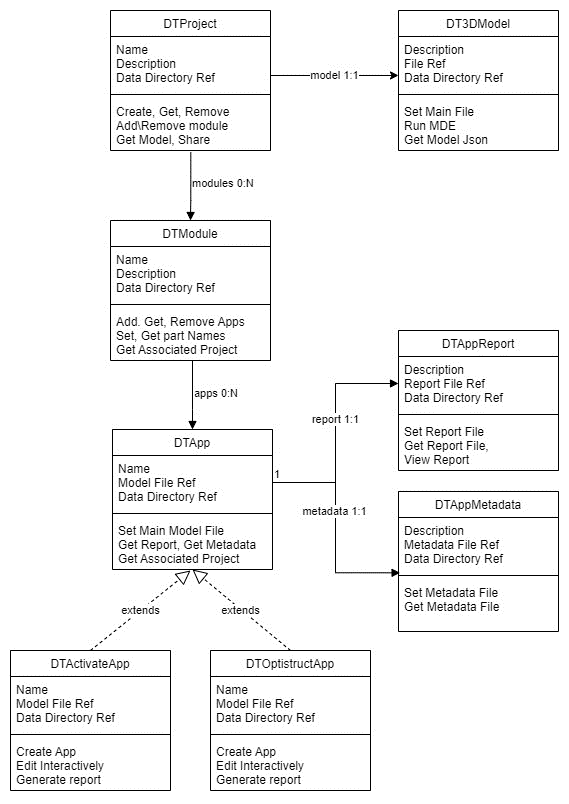 DTProject
Name
Description
Data Directory Ref
Create, Get, Remove
Add\Remove module
Get Model, Share
model 1:1
DT3DModel
Description
File Ref
Data Directory Ref
Set Main File
Run MDE
Get Model Json
modules 0:N
DTModule
Name
Description
Data Directory Ref
Add. Get, Remove Apps
Set, Get part Names
Get Associated Project
apps 0:N
DTApp
Name
Model File Ref
Data Directory Ref
Set Main Model File
Get Report, Get Metadata
Get Associated Project
1
report 1:1
metadata 1:1
DTAppReport
Description
Report File Ref
Data Directory Ref
Set Report File
Get Report File,
View Report
DTAppMetadata
Description
Metadata File Ref
Data Directory Ref
Set Metadata File
Get Metadata File
extends
extends
DTActivateApp
Name
Model File Ref
Data Directory Ref
Create App
Edit Interactively
Generate report
DTOptistructApp
Name
Model File Ref
Data Directory Ref
Create App
Edit Interactively
Generate report